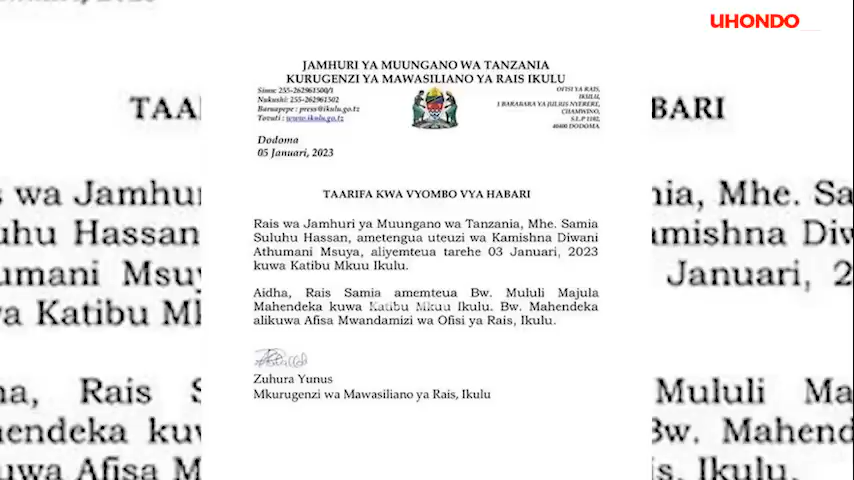 UHONDO
JAMHURI YA MUUNGANO WA TANZANIA
KURUGENZI YA MAWASILIANO YA RAIS IKULU
Simu: 255-262961500/1
Nukushi: 255-262961502
Baruapepe : press@ikulu.go.tz
Tovuti : www.ikulu.go.tz
OFISI YA RAIS,
IKULU,
1 BARABARA YA JULIUS NYERERE,
CHAMWINO,
S.L.P 1102,
40400 DODOMA.
Dodoma
05 Januari, 2023
TAARIFA KWA VYOMBO VYA HABARI
Rais wa Jamhuri ya Muungano wa Tanzania, Mhe. Samia
Suluhu Hassan, ametengua uteuzi wa Kamishna Diwani
Athumani Msuya, aliyemteua tarehe 03 Januari, 2023
kuwa Katibu Mkuu Ikulu.
Aidha, Rais Samia amemteua Bw. Mululi Majula
Mahendeka kuwa Katibu Mkuu Ikulu. Bw. Mahendeka
alikuwa Afisa Mwandamizi wa Ofisi ya Rais, Ikulu.
Zuhura Yunus
Mkurugenzi wa Mawasiliano ya Rais, Ikulu